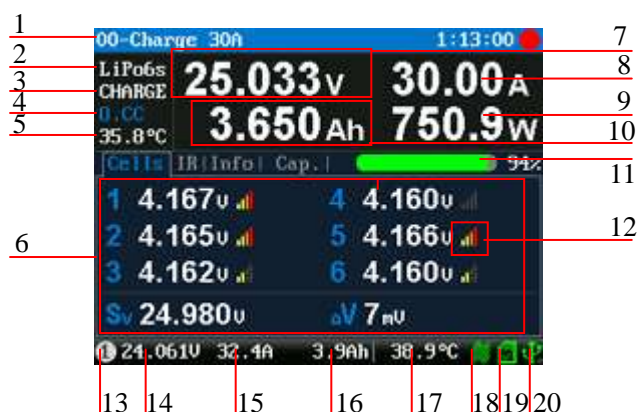 1 00-Charge 30A 1:13:00 7
2 LiPo6s 25.033V 30.00A 8
3 CHARGE
4 0.CC 3.650Ah 750.9W 9
5 35.8°C 10
Cells IR|Info| Cap.| 94% 11
1 4.167V 4 4.160V
2 4.165V 5 4.166V 12
6 3 4.162V 6 4.160V
Sv 24.980V △V 7mV
1 24.061V 32.4A 3.9Ah| 38.9°C
13 14 15 16 17 18 19 20